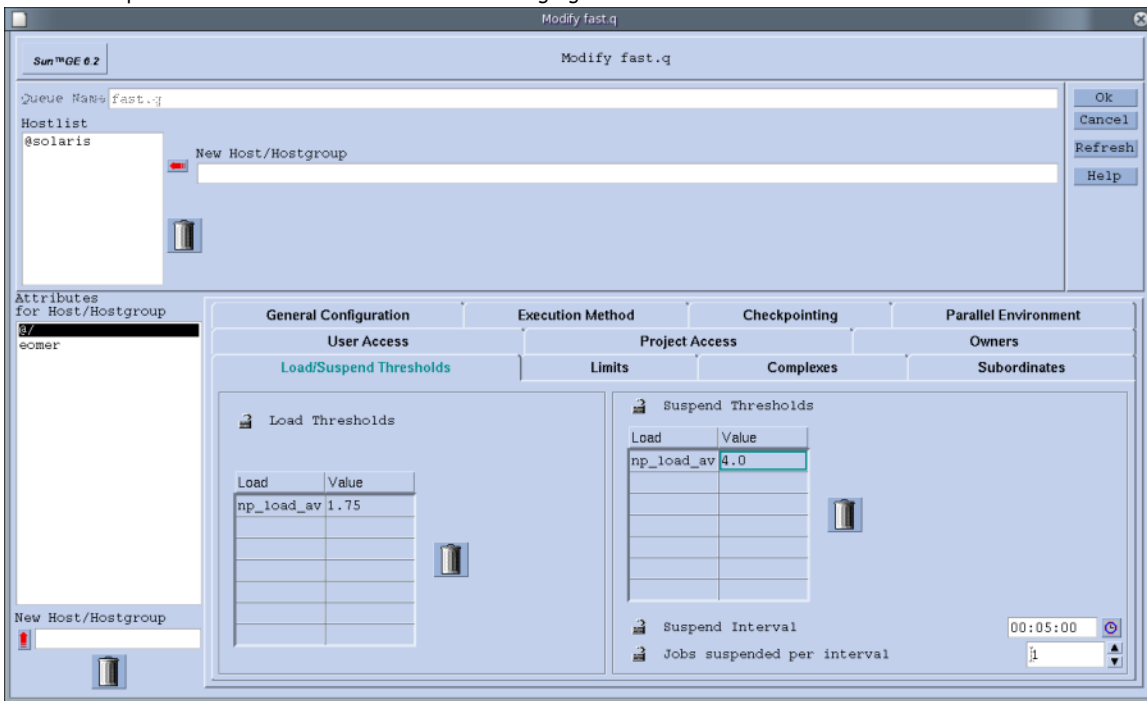 Modify fast.q
Sun™GE 6.2
Modify fast.q
Queue Name fast.q
Ok
Hostlist
Cancel
@solaris
New Host/Hostgroup
Refresh
Help
Attributes
for Host/Hostgroup
@/
eomer
General Configuration Execution Method Checkpointing Parallel Environment
User Access Project Access Owners
Load/Suspend Thresholds Limits Complexes Subordinates
Load Thresholds
Load Value
np_load_av 1.75
Suspend Thresholds
Load Value
np_load_av 4.0
Suspend Interval 00:05:00
Jobs suspended per interval 1
New Host/Hostgroup